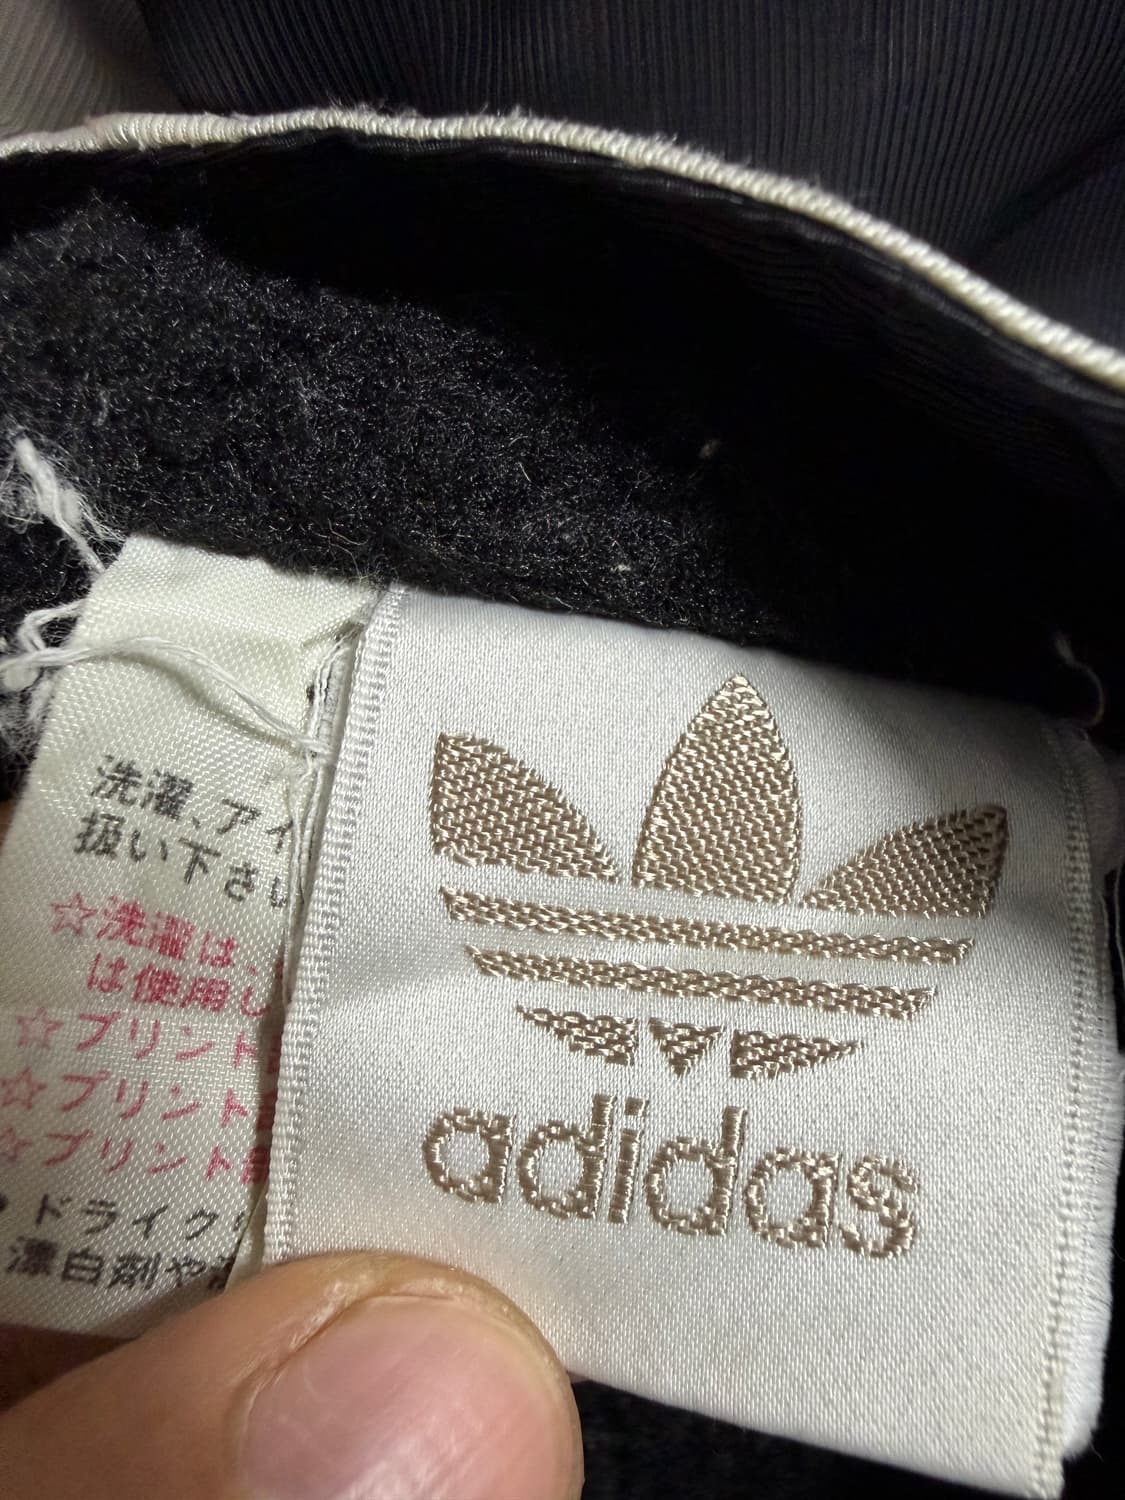 洗濯、アイ
扱い下さい
☆洗濯は、
は使用し
☆プリント
☆プリント
☆プリント部
●ドライク
漂白剤や
adidas